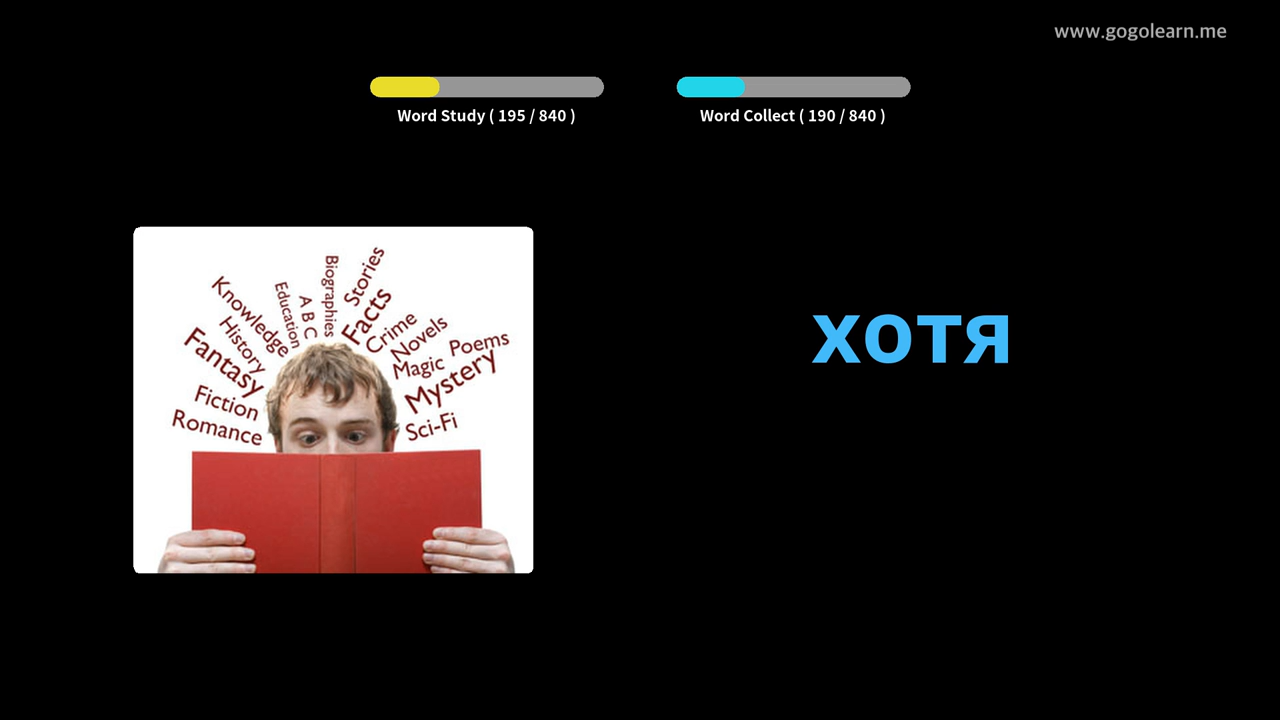 www.gogolearn.me
Word Study ( 195 / 840 )
Word Collect ( 190 / 840 )
хотя
Knowledge
History
Fantasy
Fiction
Romance
Education
A B C
Biographies
Stories
Facts
Crime
Novels
Magic
Poems
Mystery
Sci-Fi